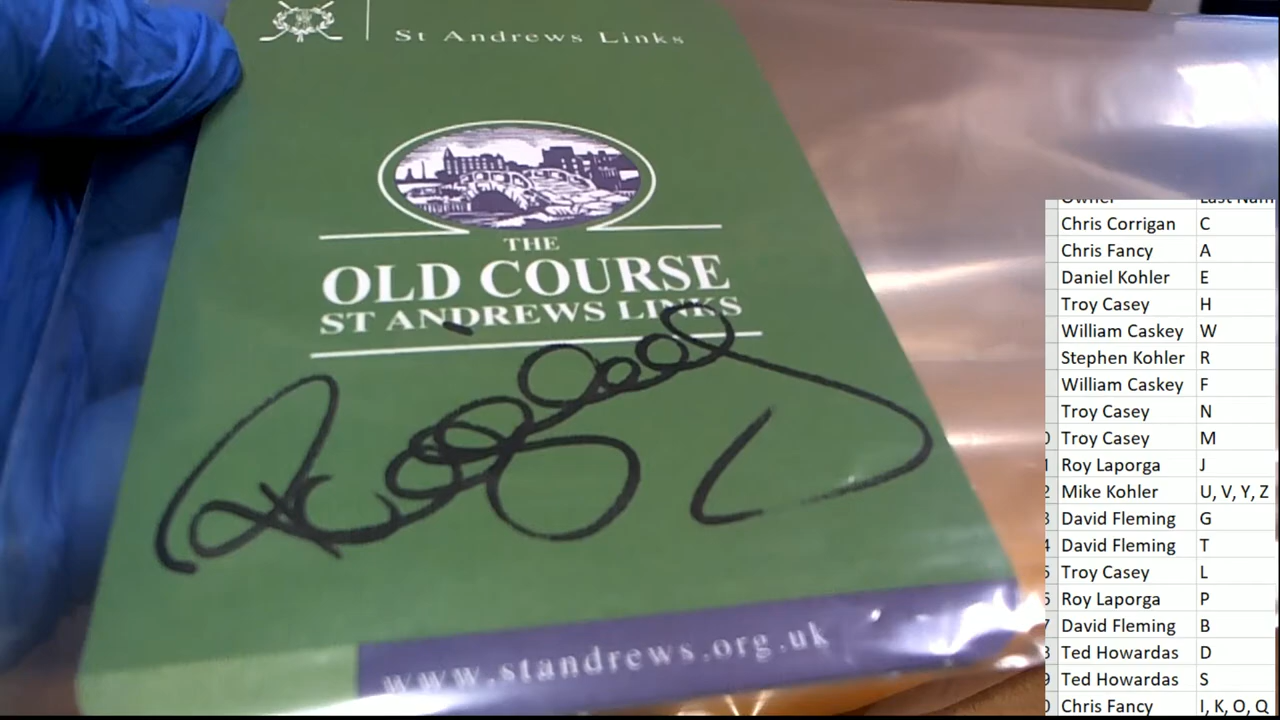 St Andrews Links
THE
OLD COURSE
ST ANDREWS LINKS
www.standrews.org.uk
Chris Corrigan C
Chris Fancy A
Daniel Kohler E
Troy Casey H
William Caskey W
Stephen Kohler R
William Caskey F
Troy Casey N
Troy Casey M
Roy Laporga J
Mike Kohler U, V, Y, Z
David Fleming G
David Fleming T
Troy Casey L
Roy Laporga P
David Fleming B
Ted Howardas D
Ted Howardas S
Chris Fancy I, K, O, Q